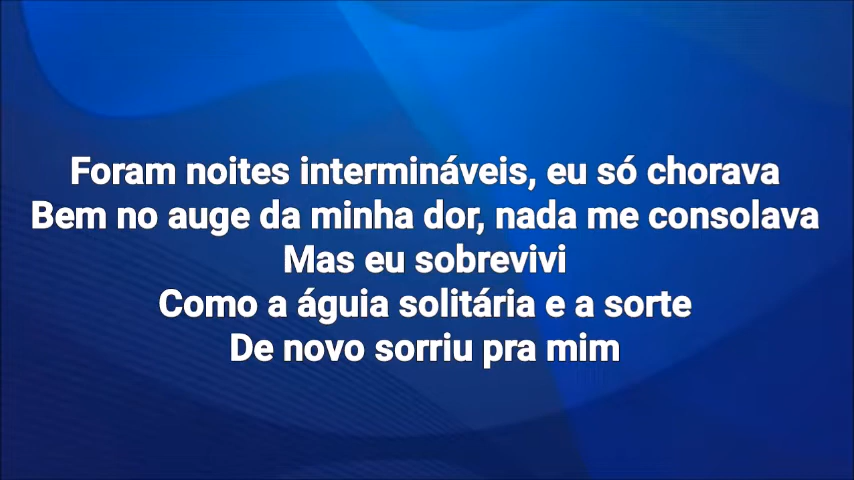 Foram noites intermináveis, eu só chorava
Bem no auge da minha dor, nada me consolava
Mas eu sobrevivi
Como a águia solitária e a sorte
De novo sorriu pra mim